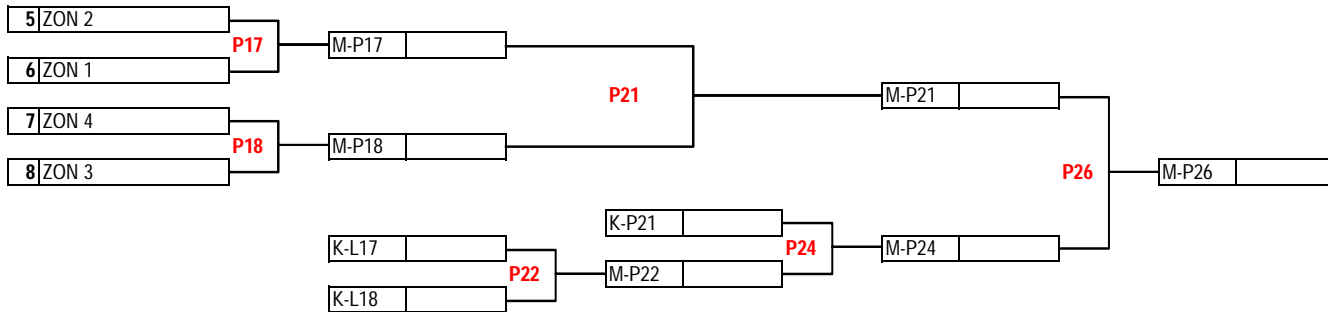 5 ZON 2
P17
6 ZON 1
M-P17
7 ZON 4
P18
8 ZON 3
M-P18
P21
M-P21
P26
M-P26
K-P21
P24
M-P24
K-L17
P22
M-P22
K-L18